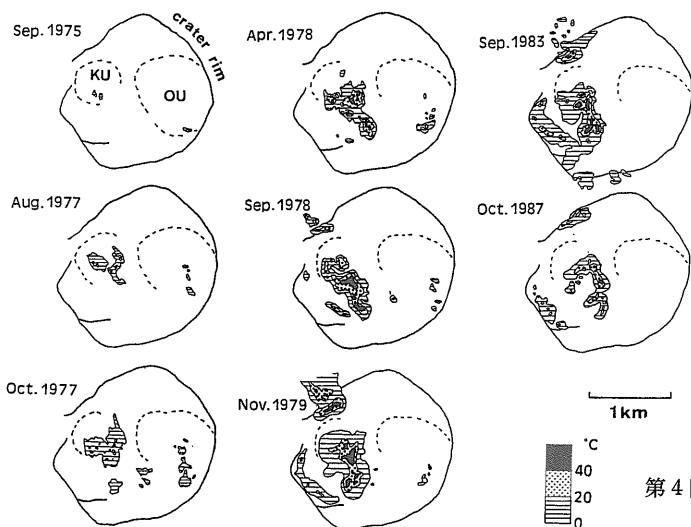 Sep.1975
crater rim
KU
OU
Apr.1978
Sep.1983
Aug.1977
Sep.1978
Oct.1987
Oct.1977
Nov.1979
1km
°C
40
20
0
第4